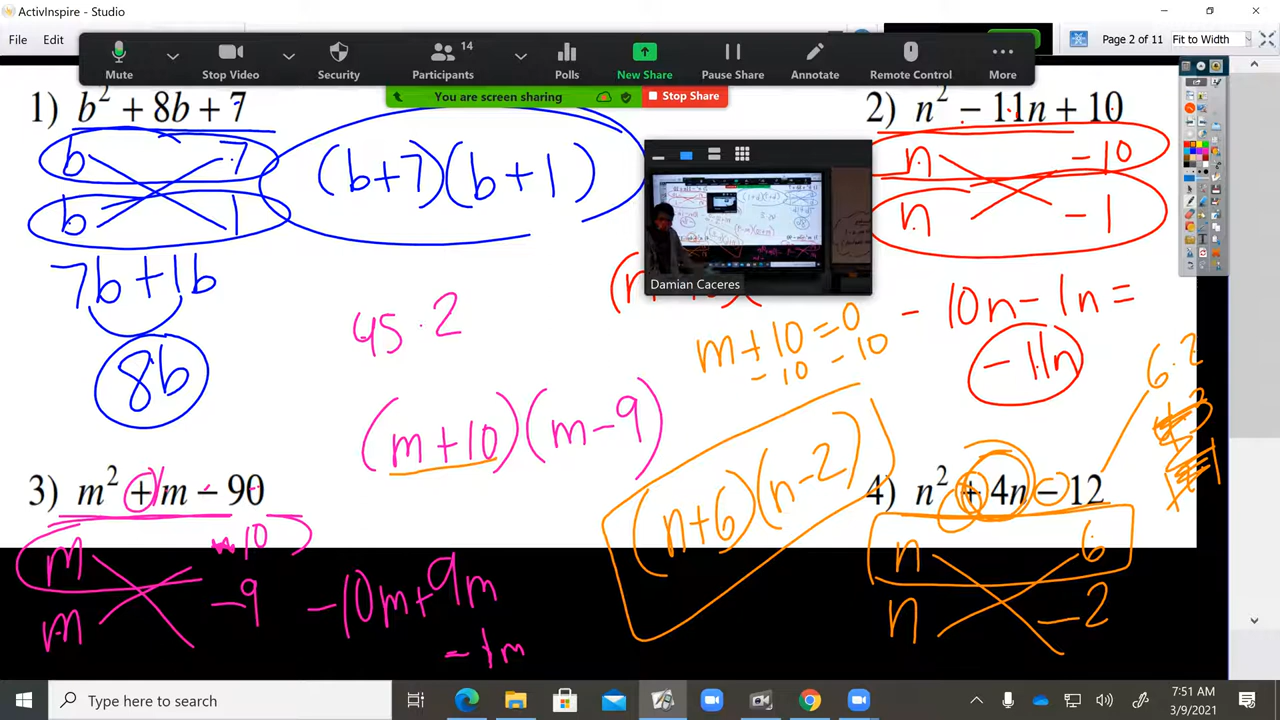 ActivInspire - Studio
File Edit
Page 2 of 11 Fit to Width
14
Mute Stop Video Security Participants Polls New Share Pause Share Annotate Remote Control More
You are screen sharing Stop Share
1) b² + 8b + 7
b 7
b 1
(b+7)(b+1)
7b + 1b
8b
2) n² − 11n + 10
n −10
n −1
− 10n − 1n =
− 11n
Damian Caceres
45 · 2
m + 10 = 0
− 10 − 10
(m + 10)(m − 9)
3) m² + m − 90
m 10
m − 9
− 10m + 9m
− 1m
(n+6)(n−2)
6 · 2
4) n² + 4n − 12
n 6
n − 2
Type here to search
7:51 AM
3/9/2021